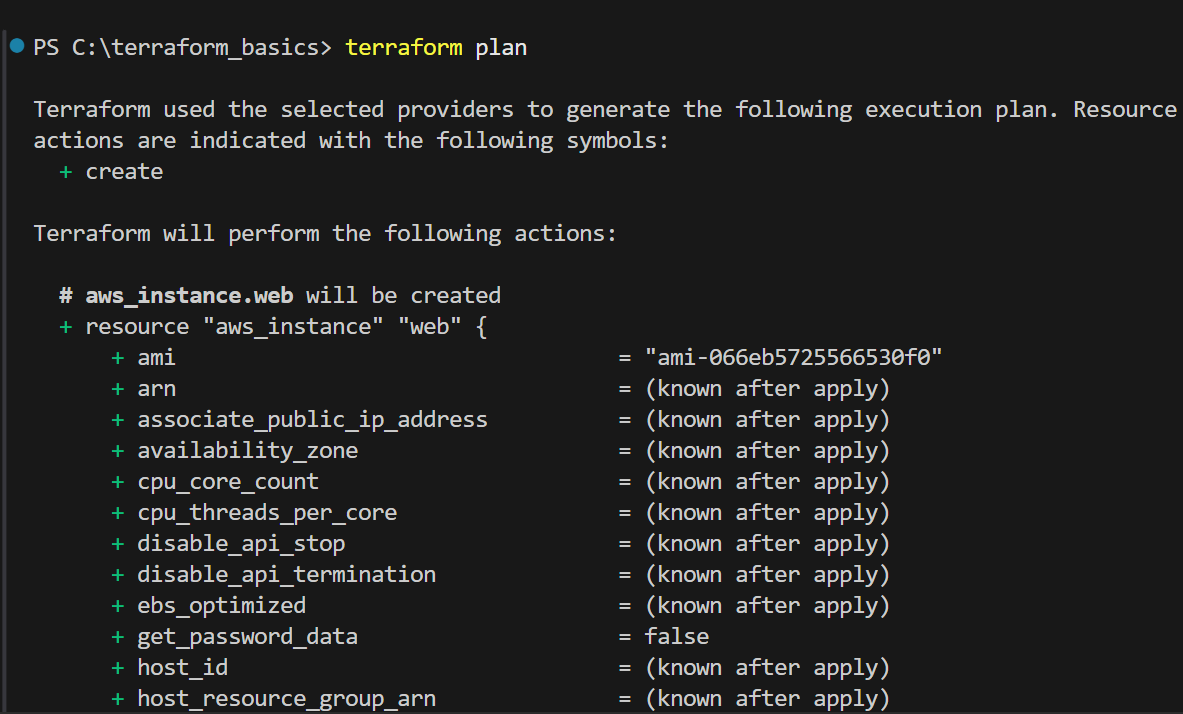 PS C:\terraform_basics> terraform plan
Terraform used the selected providers to generate the following execution plan. Resource
actions are indicated with the following symbols:
+ create
Terraform will perform the following actions:
# aws_instance.web will be created
+ resource "aws_instance" "web" {
+ ami = "ami-066eb5725566530f0"
+ arn = (known after apply)
+ associate_public_ip_address = (known after apply)
+ availability_zone = (known after apply)
+ cpu_core_count = (known after apply)
+ cpu_threads_per_core = (known after apply)
+ disable_api_stop = (known after apply)
+ disable_api_termination = (known after apply)
+ ebs_optimized = (known after apply)
+ get_password_data = false
+ host_id = (known after apply)
+ host_resource_group_arn = (known after apply)